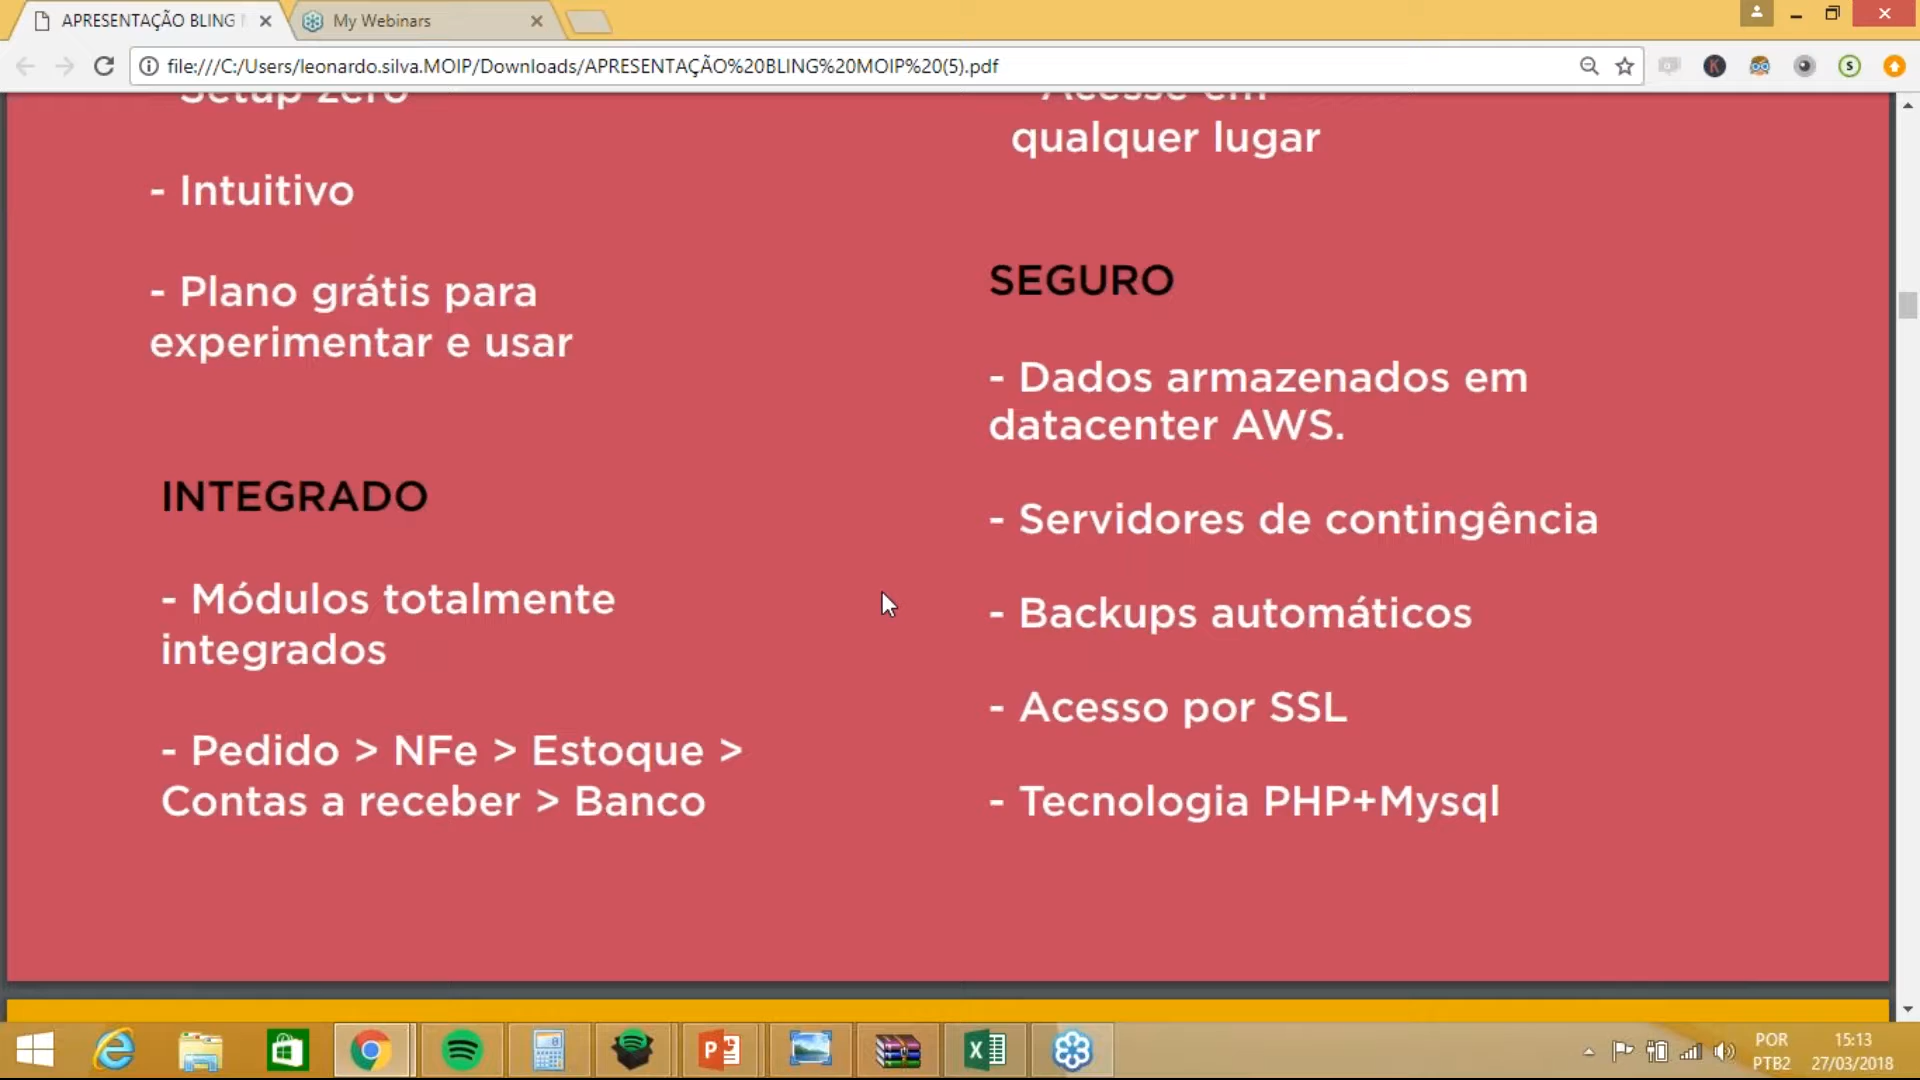 APRESENTAÇÃO BLING
My Webinars
file:///C:/Users/leonardo.silva.MOIP/Downloads/APRESENTAÇÃO%20BLING%20MOIP%20(5).pdf
- Intuitivo
- Plano grátis para
experimentar e usar
INTEGRADO
- Módulos totalmente
integrados
- Pedido > NFe > Estoque >
Contas a receber > Banco
qualquer lugar
SEGURO
- Dados armazenados em
datacenter AWS.
- Servidores de contingência
- Backups automáticos
- Acesso por SSL
- Tecnologia PHP+Mysql
POR
PTB2
15:13
27/03/2018